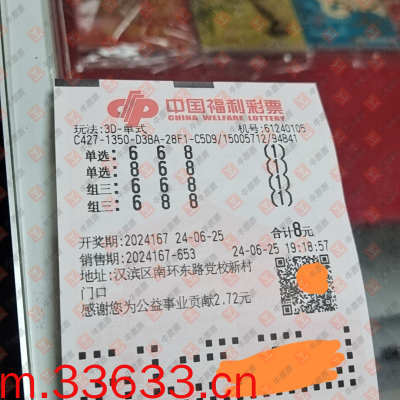 中国福利彩票
CHINA WELFARE LOTTERY
玩法:3D-单式 机号:61240105
C427-1350-D3BA-28F1-C5D9/15005712/94B41
单选: 6 6 8 (1)
单选: 8 6 8 (1)
组三: 6 6 8 (1)
组三: 8 6 8 (1)
开奖期:2024167 24-06-25 合计8元
销售期:2024167-653 24-06-25 19:18:57
地址:汉滨区南环东路党校新村
门口
感谢您为公益事业贡献2.72元
m.33633.cn